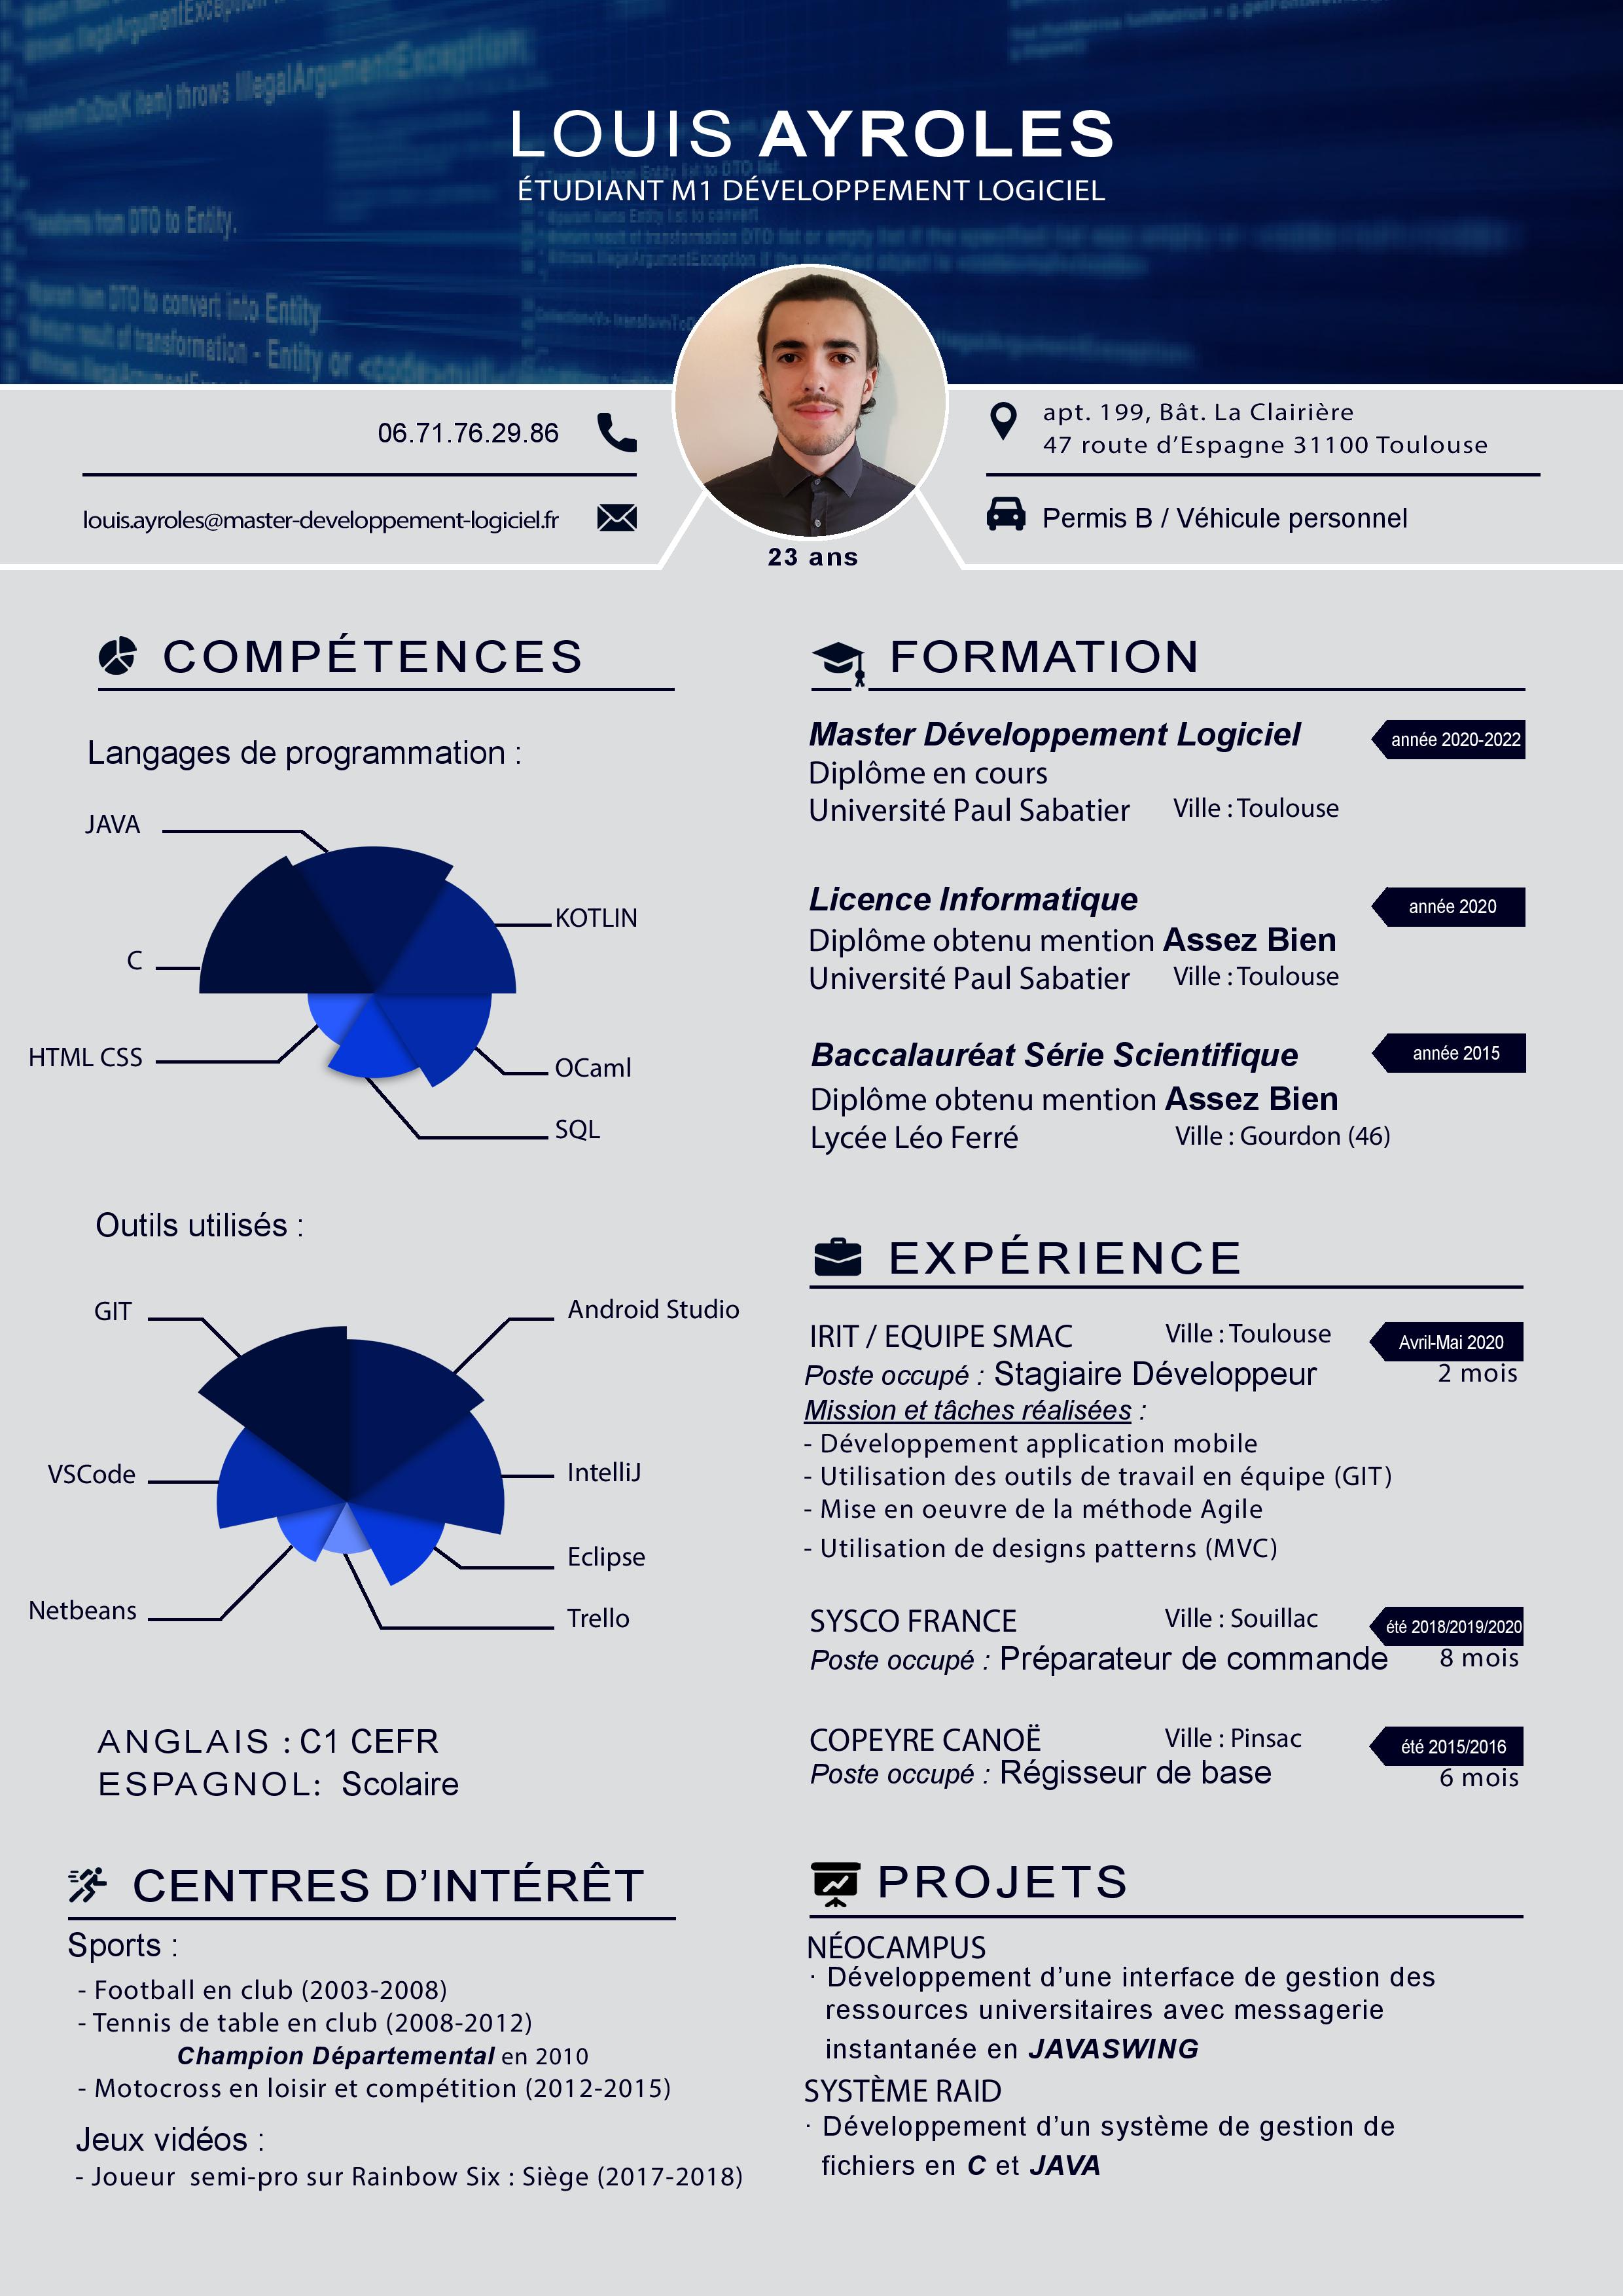 LOUIS AYROLES
ÉTUDIANT M1 DÉVELOPPEMENT LOGICIEL
06.71.76.29.86
louis.ayroles@master-developpement-logiciel.fr
23 ans
apt. 199, Bât. La Clairière
47 route d'Espagne 31100 Toulouse
Permis B / Véhicule personnel
COMPÉTENCES
Langages de programmation :
JAVA
KOTLIN
C
HTML CSS
OCaml
SQL
Outils utilisés :
GIT
Android Studio
VSCode
IntelliJ
Eclipse
Netbeans
Trello
ANGLAIS : C1 CEFR
ESPAGNOL: Scolaire
CENTRES D'INTÉRÊT
Sports :
- Football en club (2003-2008)
- Tennis de table en club (2008-2012)
Champion Départemental en 2010
- Motocross en loisir et compétition (2012-2015)
Jeux vidéos :
- Joueur semi-pro sur Rainbow Six : Siège (2017-2018)
FORMATION
Master Développement Logiciel année 2020-2022
Diplôme en cours
Université Paul Sabatier Ville : Toulouse
Licence Informatique année 2020
Diplôme obtenu mention Assez Bien
Université Paul Sabatier Ville : Toulouse
Baccalauréat Série Scientifique année 2015
Diplôme obtenu mention Assez Bien
Lycée Léo Ferré Ville : Gourdon (46)
EXPÉRIENCE
IRIT / EQUIPE SMAC Ville : Toulouse Avril-Mai 2020
Poste occupé : Stagiaire Développeur 2 mois
Mission et tâches réalisées :
- Développement application mobile
- Utilisation des outils de travail en équipe (GIT)
- Mise en oeuvre de la méthode Agile
- Utilisation de designs patterns (MVC)
SYSCO FRANCE Ville : Souillac été 2018/2019/2020
Poste occupé : Préparateur de commande 8 mois
COPEYRE CANOË Ville : Pinsac été 2015/2016
Poste occupé : Régisseur de base 6 mois
PROJETS
NÉOCAMPUS
· Développement d'une interface de gestion des
ressources universitaires avec messagerie
instantanée en JAVASWING
SYSTÈME RAID
· Développement d'un système de gestion de
fichiers en C et JAVA